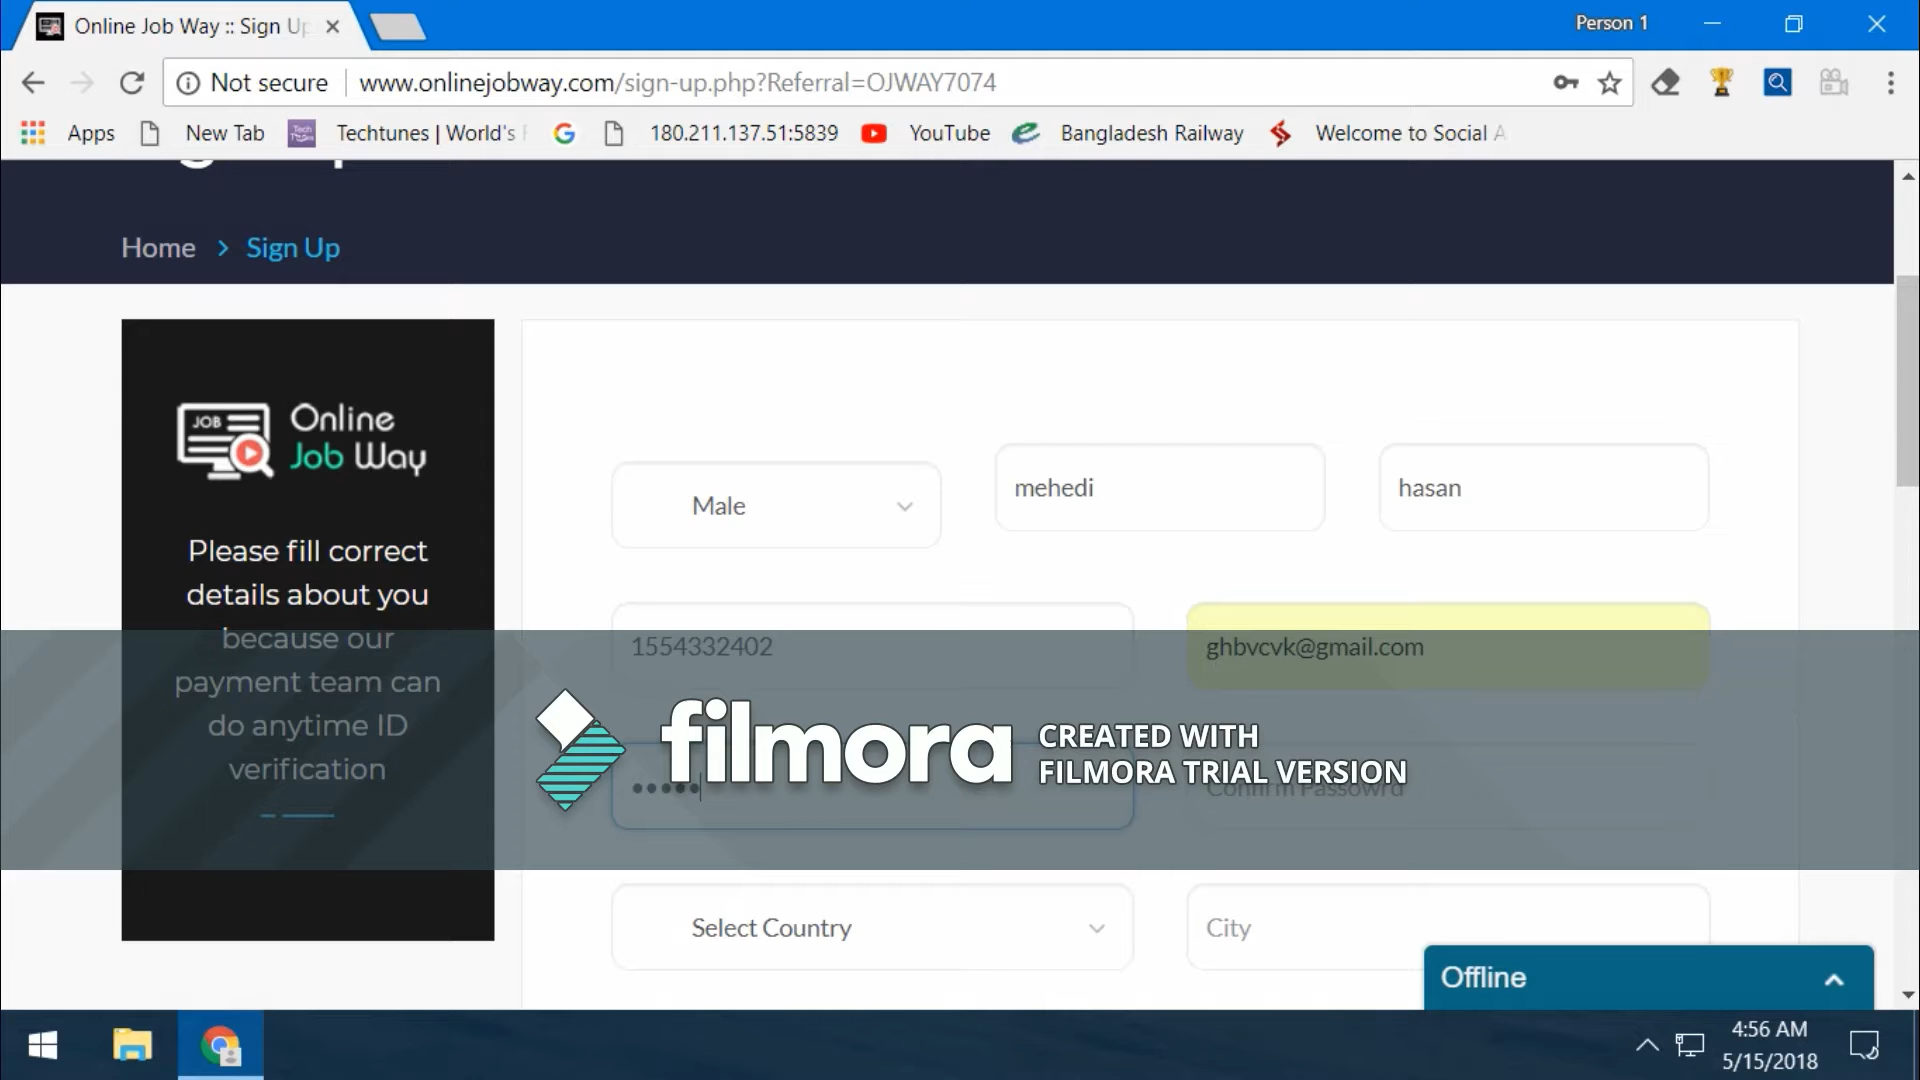 Online Job Way :: Sign Up
Person 1
Not secure
www.onlinejobway.com/sign-up.php?Referral=OJWAY7074
Apps
New Tab
Techtunes | World's
180.211.137.51:5839
YouTube
Bangladesh Railway
Welcome to Social A
Home > Sign Up
JOB
Online
Job Way
Please fill correct
details about you
because our
payment team can
do anytime ID
verification
Male
mehedi
hasan
1554332402
ghbvcvk@gmail.com
Confirm Passowrd
filmora
CREATED WITH
FILMORA TRIAL VERSION
Select Country
City
Offline
4:56 AM
5/15/2018